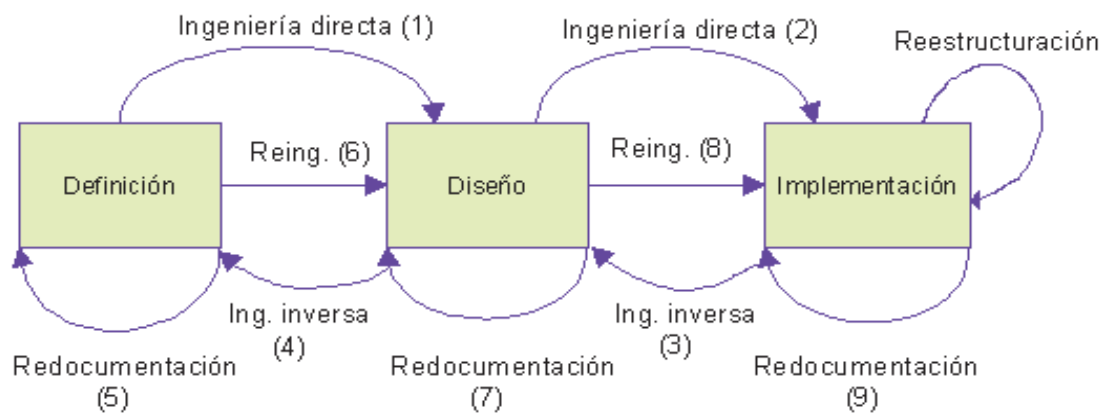 Ingeniería directa (1)
Ingeniería directa (2)
Reestructuración
Reing. (6)
Reing. (8)
Definición
Diseño
Implementación
Ing. inversa
(4)
Ing. inversa
(3)
Redocumentación
(5)
Redocumentación
(7)
Redocumentación
(9)